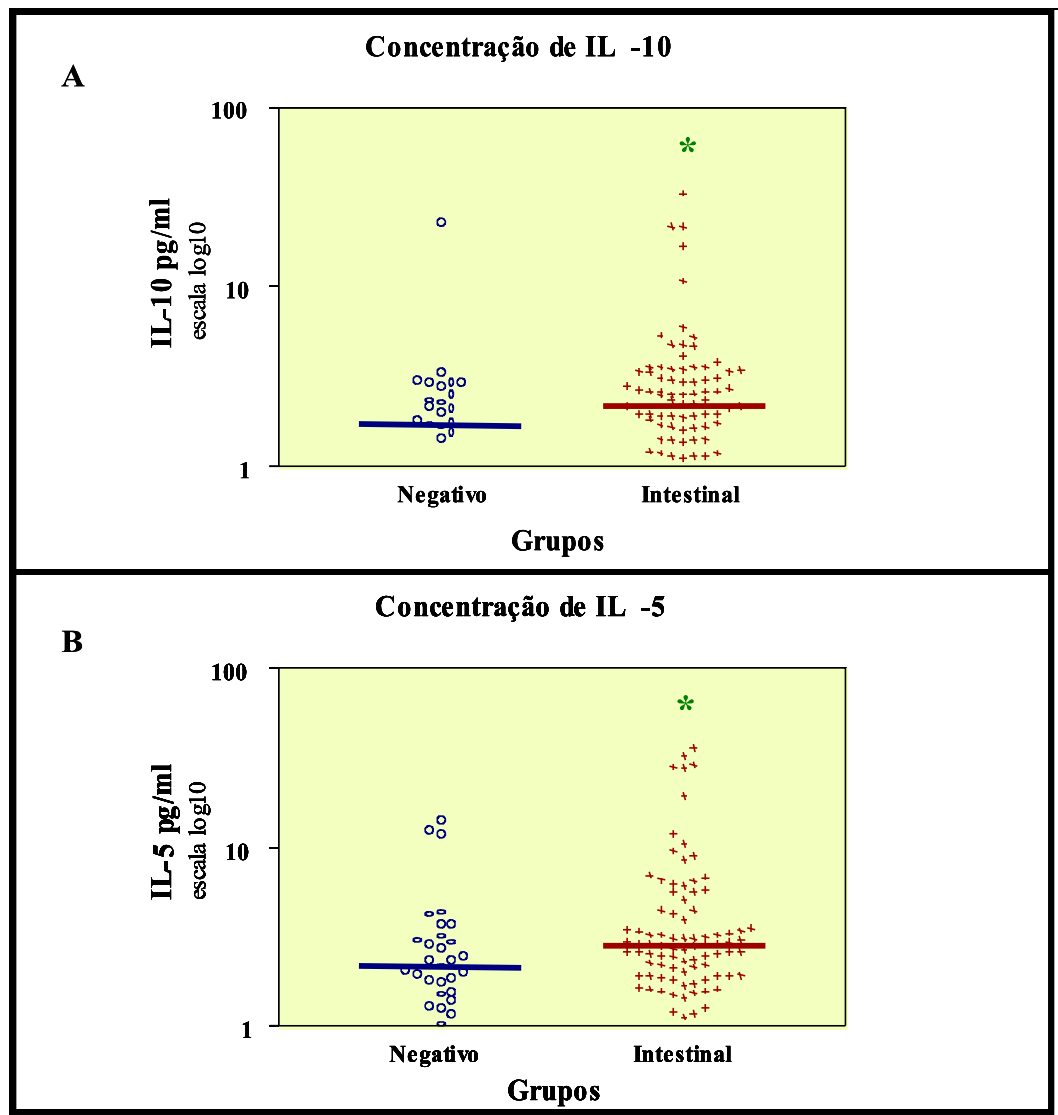 Concentração de IL -10
A
IL-10 pg/ml
escala log10
100
*
10
1
Negativo Intestinal
Grupos
Concentração de IL -5
B
IL-5 pg/ml
escala log10
100
*
10
1
Negativo Intestinal
Grupos